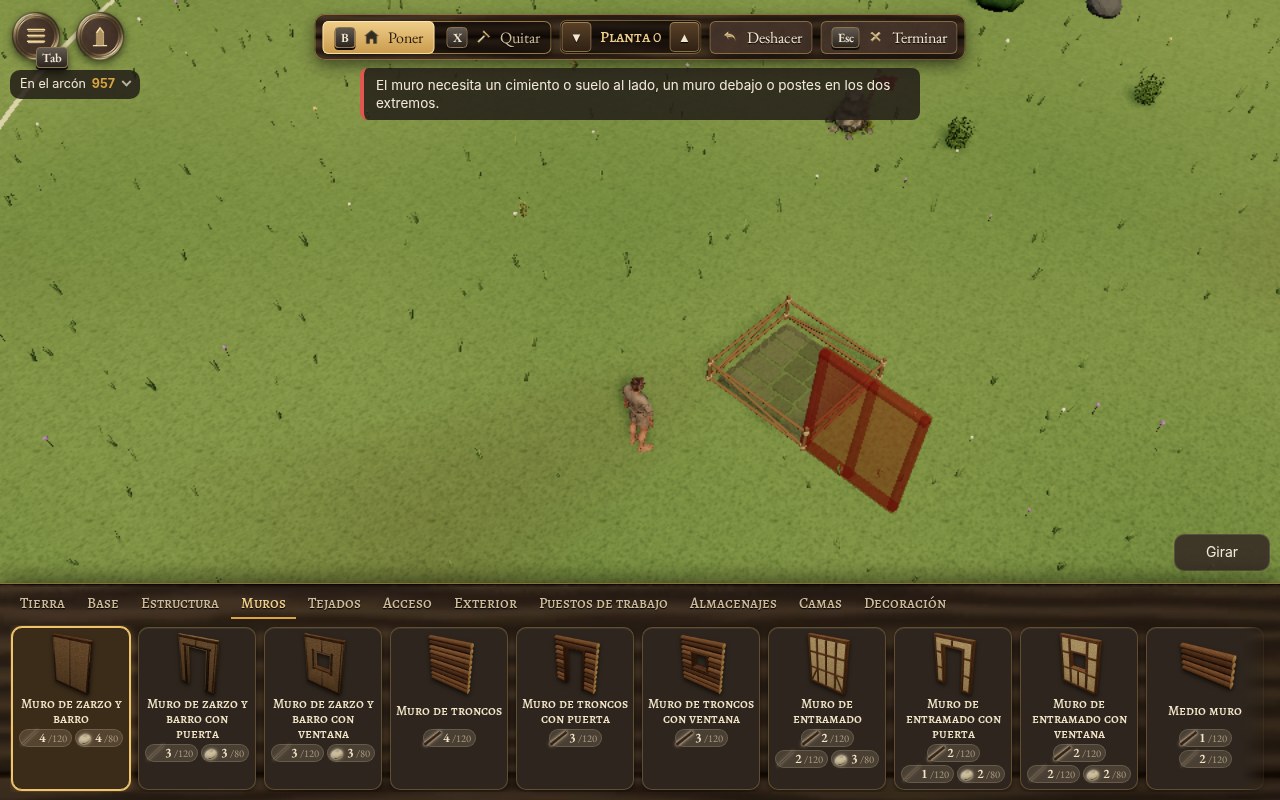 B Poner X Quitar ▼ Planta 0 ▲ Deshacer Esc Terminar
Tab
En el arcón 957
El muro necesita un cimiento o suelo al lado, un muro debajo o postes en los dos
extremos.
Girar
Tierra Base Estructura Muros Tejados Acceso Exterior Puestos de trabajo Almacenajes Camas Decoración
Muro de zarzo y
barro
4 /120 4 /80
Muro de zarzo y
barro con
puerta
3 /120 3 /80
Muro de zarzo y
barro con
ventana
3 /120 3 /80
Muro de troncos
4 /120
Muro de troncos
con puerta
3 /120
Muro de troncos
con ventana
3 /120
Muro de
entramado
2 /120
2 /120 3 /80
Muro de
entramado con
puerta
2 /120
1 /120 2 /80
Muro de
entramado con
ventana
2 /120
2 /120 2 /80
Medio muro
1 /120
2 /120